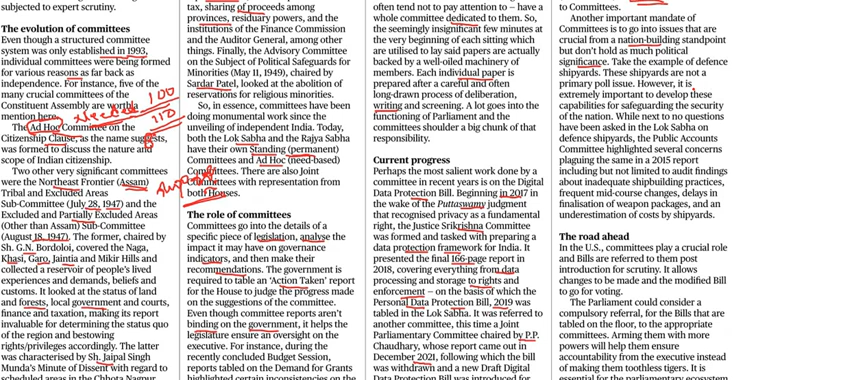 subjected to expert scrutiny.
The evolution of committees
Even though a structured committee
system was only established in 1993,
individual committees were being formed
for various reasons as far back as
independence. For instance, five of the
many crucial committees of the
Constituent Assembly are worthy
mention here.
The Ad Hoc Committee on the
Citizenship Clause, as the name suggests,
was formed to discuss the nature and
scope of Indian citizenship.
Two other very significant committees
were the Northeast Frontier (Assam)
Tribal and Excluded Areas
Sub-Committee (July 28, 1947) and the
Excluded and Partially Excluded Areas
(Other than Assam) Sub-Committee
(August 18, 1947). The former, chaired by
Sh. G.N. Bordoloi, covered the Naga,
Khasi, Garo, Jaintia and Mikir Hills and
collected a reservoir of people's lived
experiences and demands, beliefs and
customs. It looked at the status of land
and forests, local government and courts,
finance and taxation, making its report
invaluable for determining the status quo
of the region and bestowing
rights/privileges accordingly. The latter
was characterised by Sh. Jaipal Singh
Munda's Minute of Dissent with regard to
scheduled areas in the Chhota Nagpur
100
110
tax, sharing of proceeds among
provinces, residuary powers, and the
institutions of the Finance Commission
and the Auditor General, among other
things. Finally, the Advisory Committee
on the Subject of Political Safeguards for
Minorities (May 11, 1949), chaired by
Sardar Patel, looked at the abolition of
reservations for religious minorities.
So, in essence, committees have been
doing monumental work since the
unveiling of independent India. Today,
both the Lok Sabha and the Rajya Sabha
have their own Standing (permanent)
Committees and Ad Hoc (need-based)
Committees. There are also Joint
Committees with representation from
both Houses.
The role of committees
Committees go into the details of a
specific piece of legislation, analyse the
impact it may have on governance
indicators, and then make their
recommendations. The government is
required to table an 'Action Taken' report
for the House to judge the progress made
on the suggestions of the committee.
Even though committee reports aren't
binding on the government, it helps the
legislature ensure an oversight on the
executive. For instance, during the
recently concluded Budget Session,
reports tabled on the Demand for Grants
highlighted certain inconsistencies on the
often tend not to pay attention to – have a
whole committee dedicated to them. So,
the seemingly insignificant few minutes at
the very beginning of each sitting which
are utilised to lay said papers are actually
backed by a well-oiled machinery of
members. Each individual paper is
prepared after a careful and often
long-drawn process of deliberation,
writing and screening. A lot goes into the
functioning of Parliament and the
committees shoulder a big chunk of that
responsibility.
Current progress
Perhaps the most salient work done by a
committee in recent years is on the Digital
Data Protection Bill. Beginning in 2017 in
the wake of the Puttaswamy judgment
that recognised privacy as a fundamental
right, the Justice Srikrishna Committee
was formed and tasked with preparing a
data protection framework for India. It
presented the final 166-page report in
2018, covering everything from data
processing and storage to rights and
enforcement – on the basis of which the
Personal Data Protection Bill, 2019 was
tabled in the Lok Sabha. It was referred to
another committee, this time a Joint
Parliamentary Committee chaired by P.P.
Chaudhary, whose report came out in
December 2021, following which the bill
was withdrawn and a new Draft Digital
Data Protection Bill was introduced for
to Committees.
Another important mandate of
Committees is to go into issues that are
crucial from a nation-building standpoint
but don't hold as much political
significance. Take the example of defence
shipyards. These shipyards are not a
primary poll issue. However, it is
extremely important to develop these
capabilities for safeguarding the security
of the nation. While next to no questions
have been asked in the Lok Sabha on
defence shipyards, the Public Accounts
Committee highlighted several concerns
plaguing the same in a 2015 report
including but not limited to audit findings
about inadequate shipbuilding practices,
frequent mid-course changes, delays in
finalisation of weapon packages, and an
underestimation of costs by shipyards.
The road ahead
In the U.S., committees play a crucial role
and Bills are referred to them post
introduction for scrutiny. It allows
changes to be made and the modified Bill
to go for voting.
The Parliament could consider a
compulsory referral, for the Bills that are
tabled on the floor, to the appropriate
committees. Arming them with more
powers will help them ensure
accountability from the executive instead
of making them toothless tigers. It is
essential for the parliamentary ecosystem